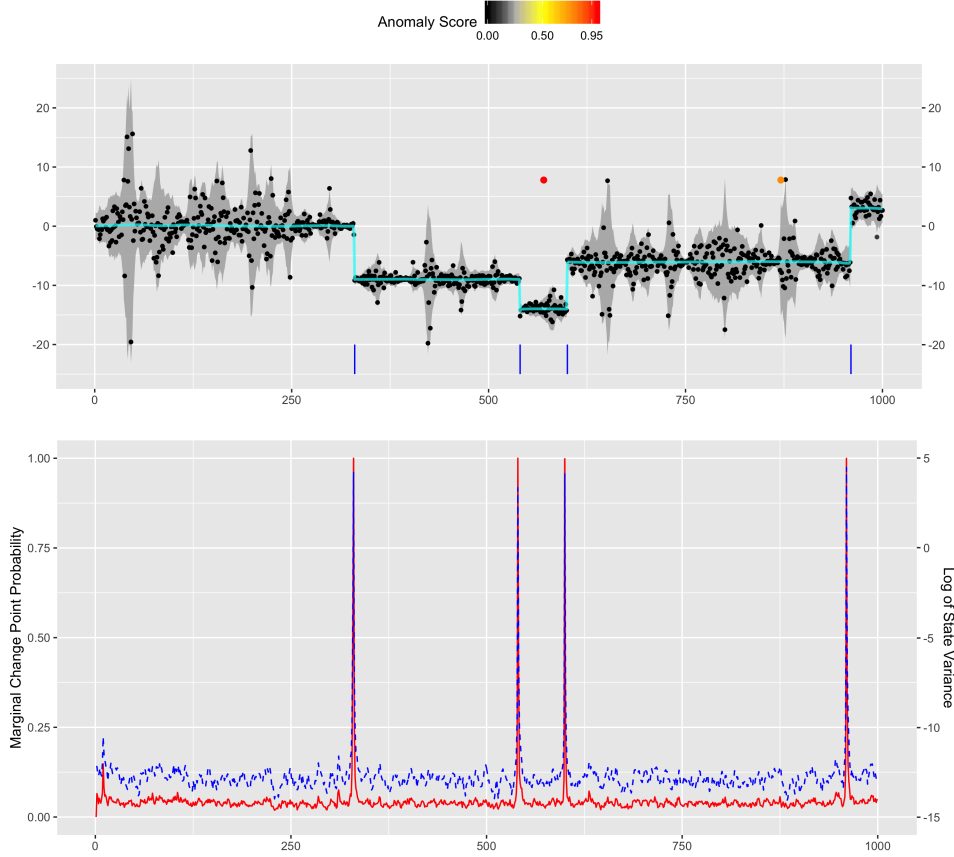 Anomaly Score
0.00 0.50 0.95
20 20
10 10
0 0
-10 -10
-20 -20
0 250 500 750 1000
Marginal Change Point Probability
1.00 5
0.75 0
0.50 -5
0.25 -10
0.00 -15
Log of State Variance
0 250 500 750 1000